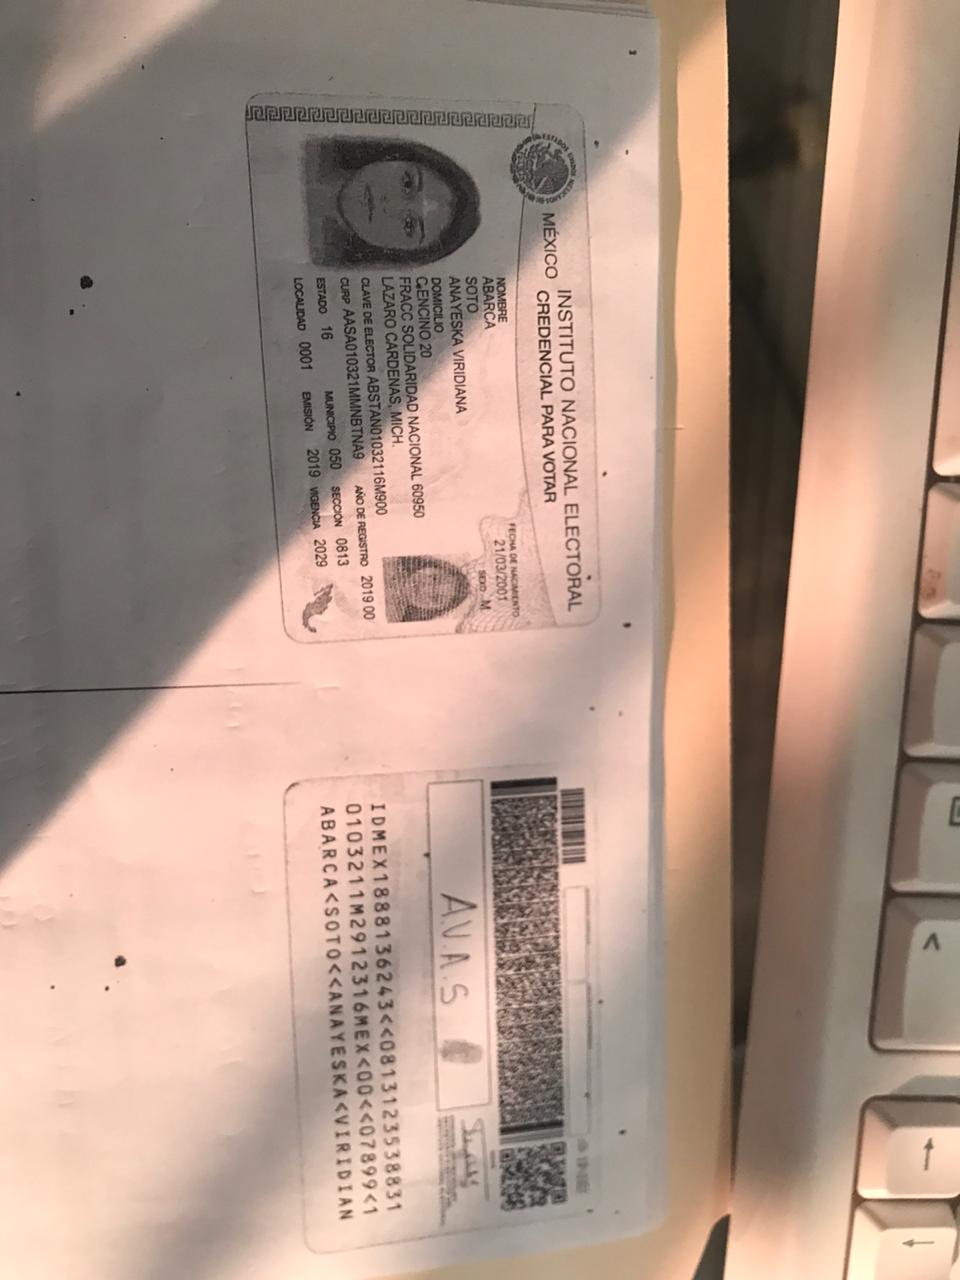 INSTITUTO NACIONAL ELECTORAL
MÉXICO CREDENCIAL PARA VOTAR
NOMBRE
ABARCA
SOTO
ANAYESKA VIRIDIANA
FECHA DE NACIMIENTO
21/03/2001
SEXO M
DOMICILIO
C ENCINO 20
FRACC SOLIDARIDAD NACIONAL 60950
LAZARO CARDENAS, MICH.
CLAVE DE ELECTOR ABSTAN01032116M900
CURP AASA010321MMNBTNA9 AÑO DE REGISTRO 2019 00
ESTADO 16 MUNICIPIO 050 SECCIÓN 0813
LOCALIDAD 0001 EMISIÓN 2019 VIGENCIA 2029
A.V.A.S
IDMEX1888136243<<0813123538831
0103211M2912316MEX<00<<07899<1
ABARCA<SOTO<<ANAYESKA<VIRIDIAN